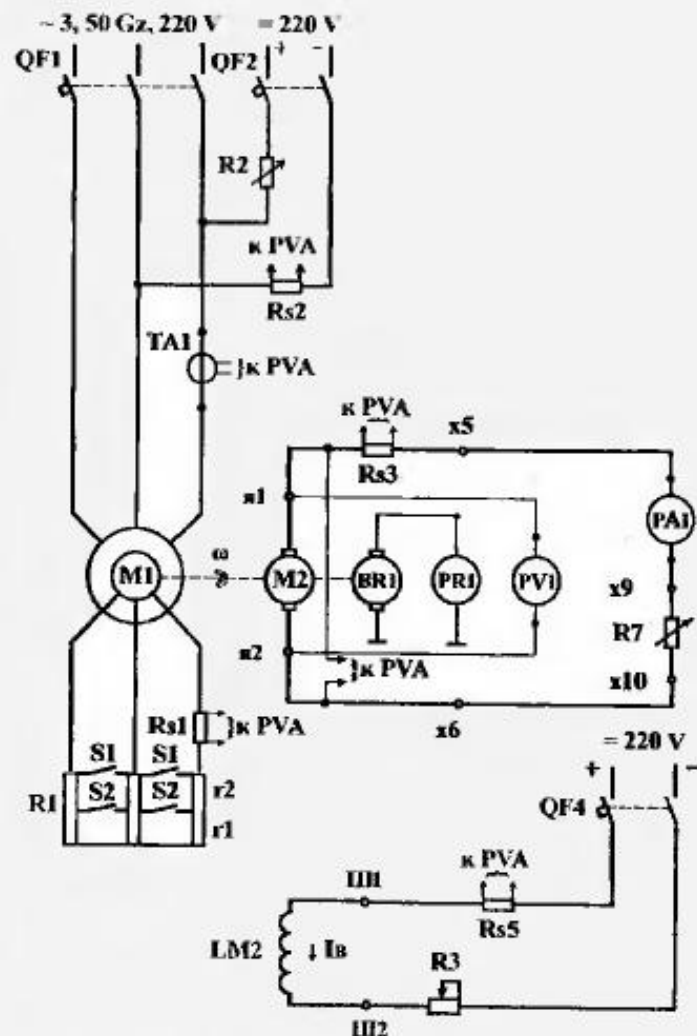 ~ 3, 50 Gz, 220 V = 220 V
QF1 QF2 + -
R2
к PVA
Rs2
TA1 }к PVA
к PVA x5
Rs3
я1
PA1
M1 ω M2 BR1 PR1 PV1
x9
R7
я2
}к PVA x10
x6
Rs1 }к PVA
= 220 V
S1 S1
+ -
R1 S2 S2 r2
QF4
r1
к PVA
Ш1
Rs5
LM2 ↓ Iв R3
Ш2